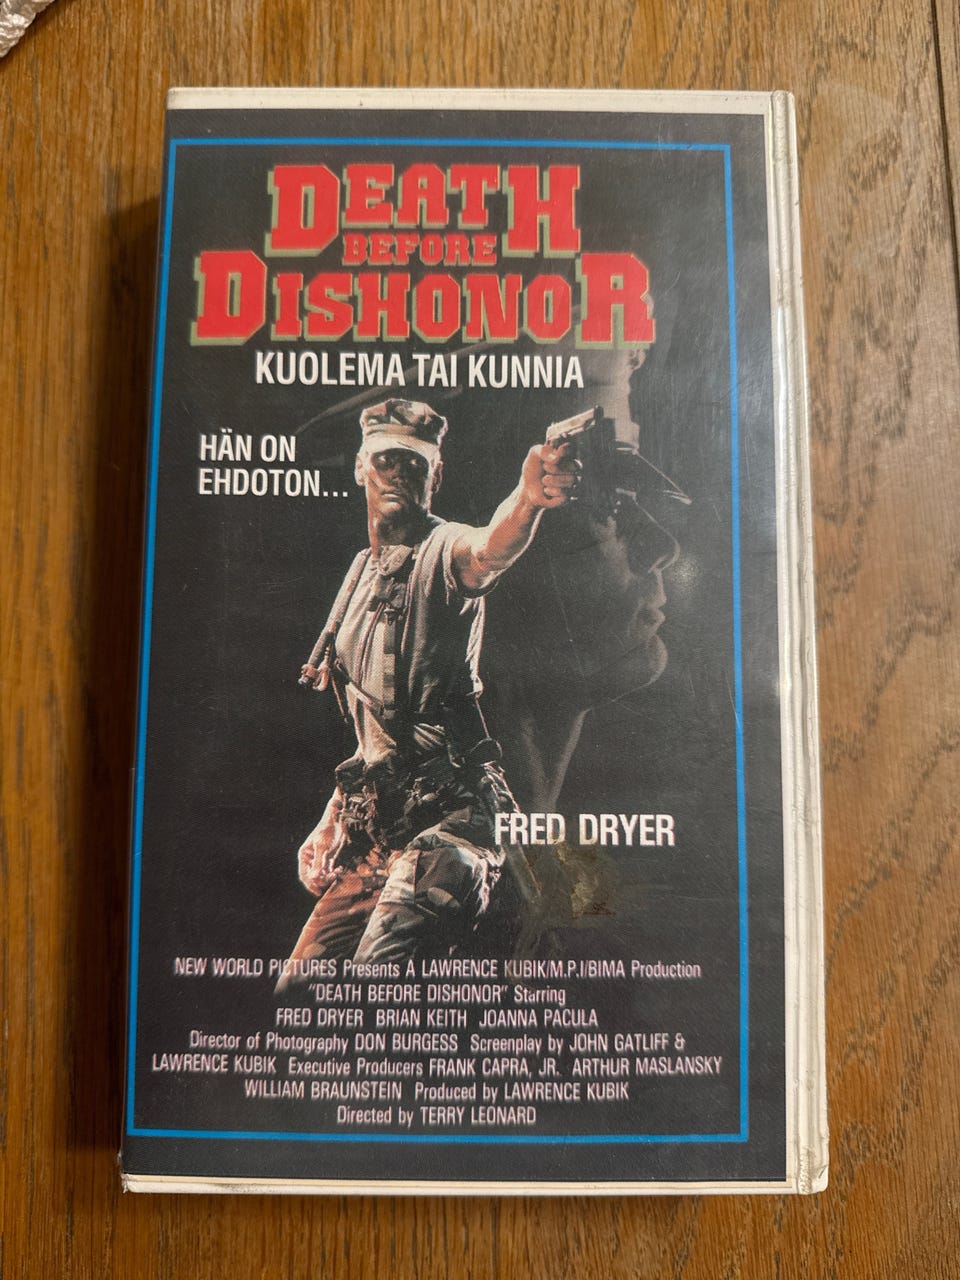 DEATH
BEFORE
DISHONOR
KUOLEMA TAI KUNNIA
HÄN ON
EHDOTON...
FRED DRYER
NEW WORLD PICTURES Presents A LAWRENCE KUBIK/M.P.I/BIMA Production
"DEATH BEFORE DISHONOR" Starring
FRED DRYER BRIAN KEITH JOANNA PACULA
Director of Photography DON BURGESS Screenplay by JOHN GATLIFF &
LAWRENCE KUBIK Executive Producers FRANK CAPRA, JR. ARTHUR MASLANSKY
WILLIAM BRAUNSTEIN Produced by LAWRENCE KUBIK
Directed by TERRY LEONARD